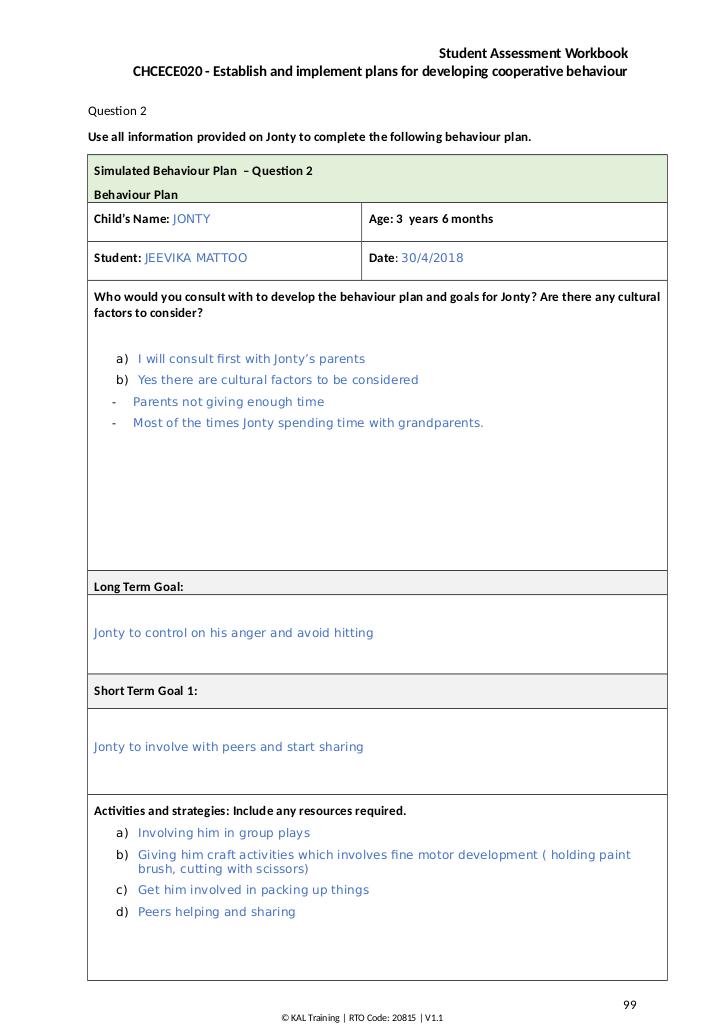 Student Assessment Workbook
CHCECE020 - Establish and implement plans for developing cooperative behaviour
Question 2
Use all information provided on Jonty to complete the following behaviour plan.
Simulated Behaviour Plan – Question 2
Behaviour Plan
Child's Name: JONTY
Age: 3 years 6 months
Student: JEEVIKA MATTOO
Date: 30/4/2018
Who would you consult with to develop the behaviour plan and goals for Jonty? Are there any cultural
factors to consider?
a) I will consult first with Jonty's parents
b) Yes there are cultural factors to be considered
- Parents not giving enough time
- Most of the times Jonty spending time with grandparents.
Long Term Goal:
Jonty to control on his anger and avoid hitting
Short Term Goal 1:
Jonty to involve with peers and start sharing
Activities and strategies: Include any resources required.
a) Involving him in group plays
b) Giving him craft activities which involves fine motor development ( holding paint
brush, cutting with scissors)
c) Get him involved in packing up things
d) Peers helping and sharing
99
© KAL Training | RTO Code: 20815 | V1.1